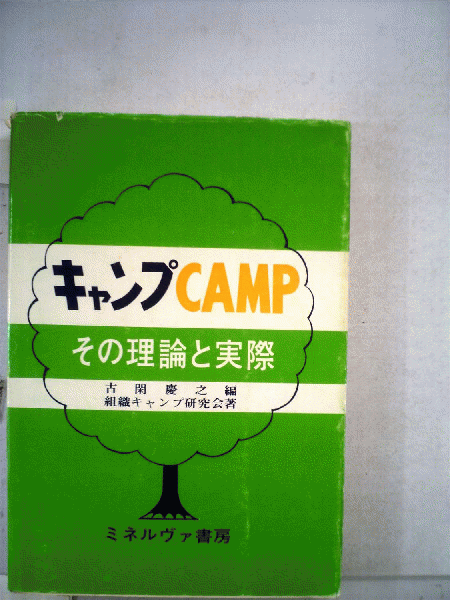 キャンプCAMP
その理論と実際
古閑慶之編
組織キャンプ研究会著
ミネルヴァ書房